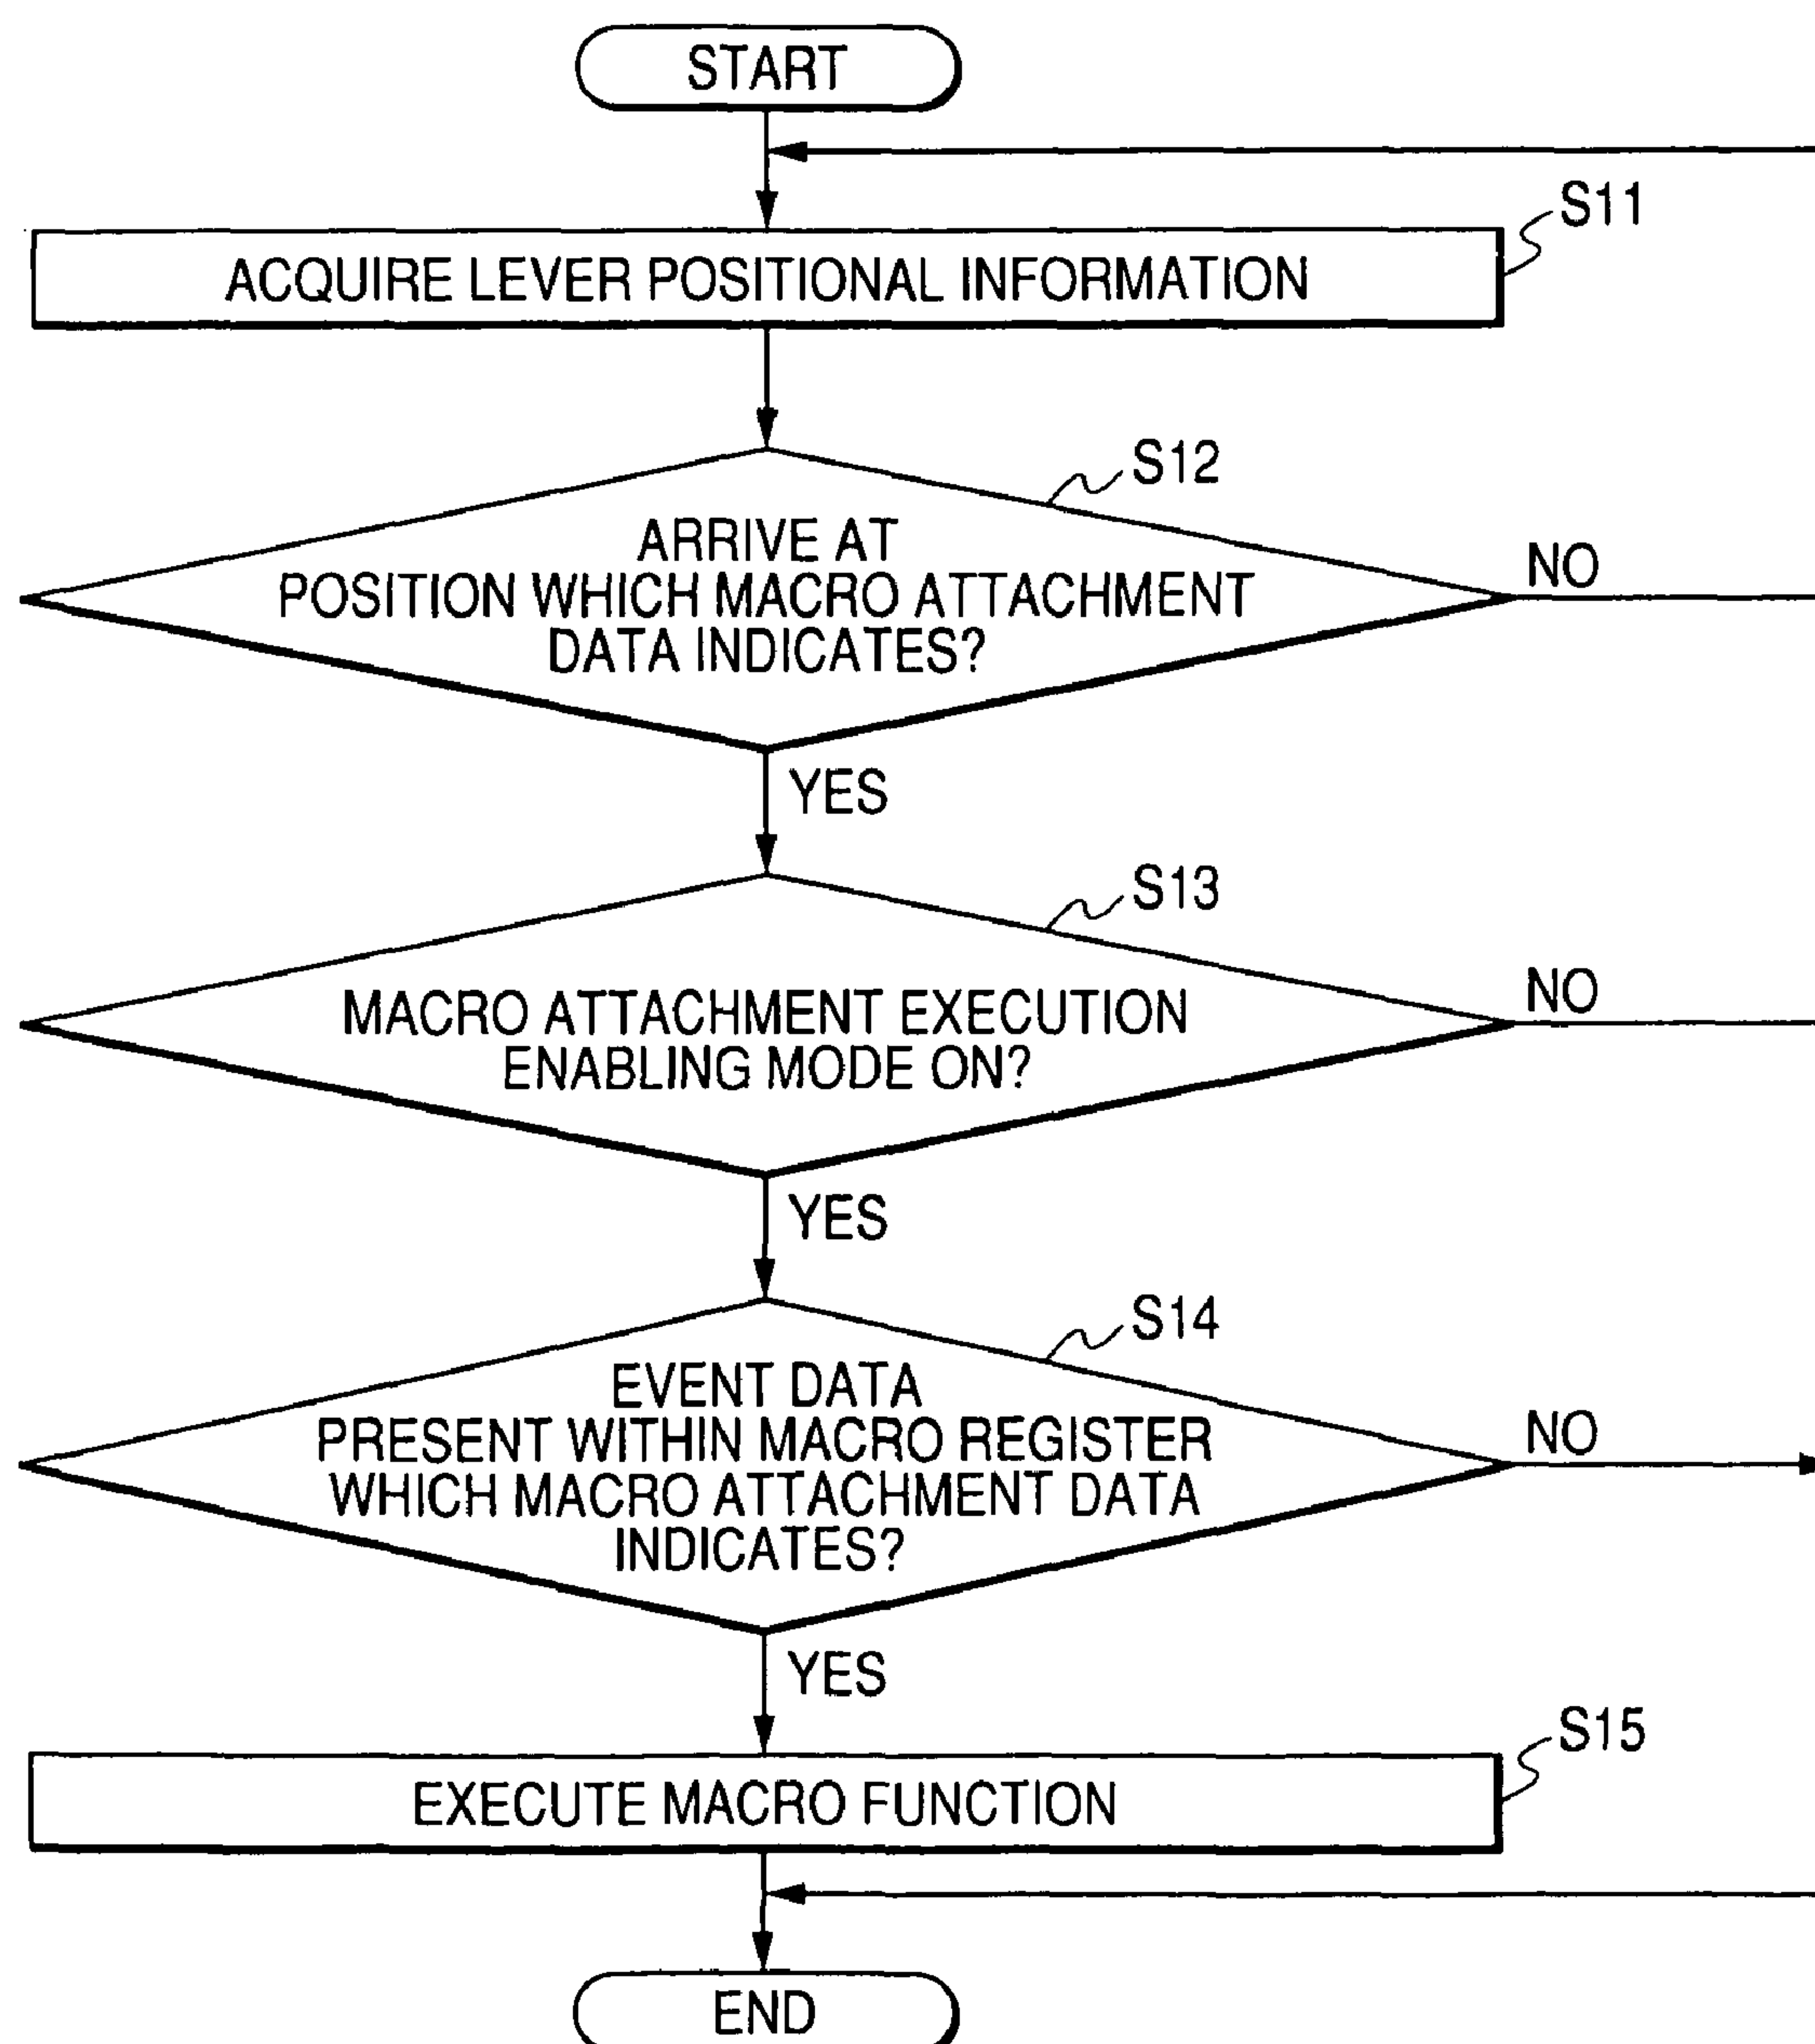 START
S11
ACQUIRE LEVER POSITIONAL INFORMATION
S12
ARRIVE AT
POSITION WHICH MACRO ATTACHMENT
DATA INDICATES?
NO
YES
S13
MACRO ATTACHMENT EXECUTION
ENABLING MODE ON?
NO
YES
S14
EVENT DATA
PRESENT WITHIN MACRO REGISTER
WHICH MACRO ATTACHMENT DATA
INDICATES?
NO
YES
S15
EXECUTE MACRO FUNCTION
END